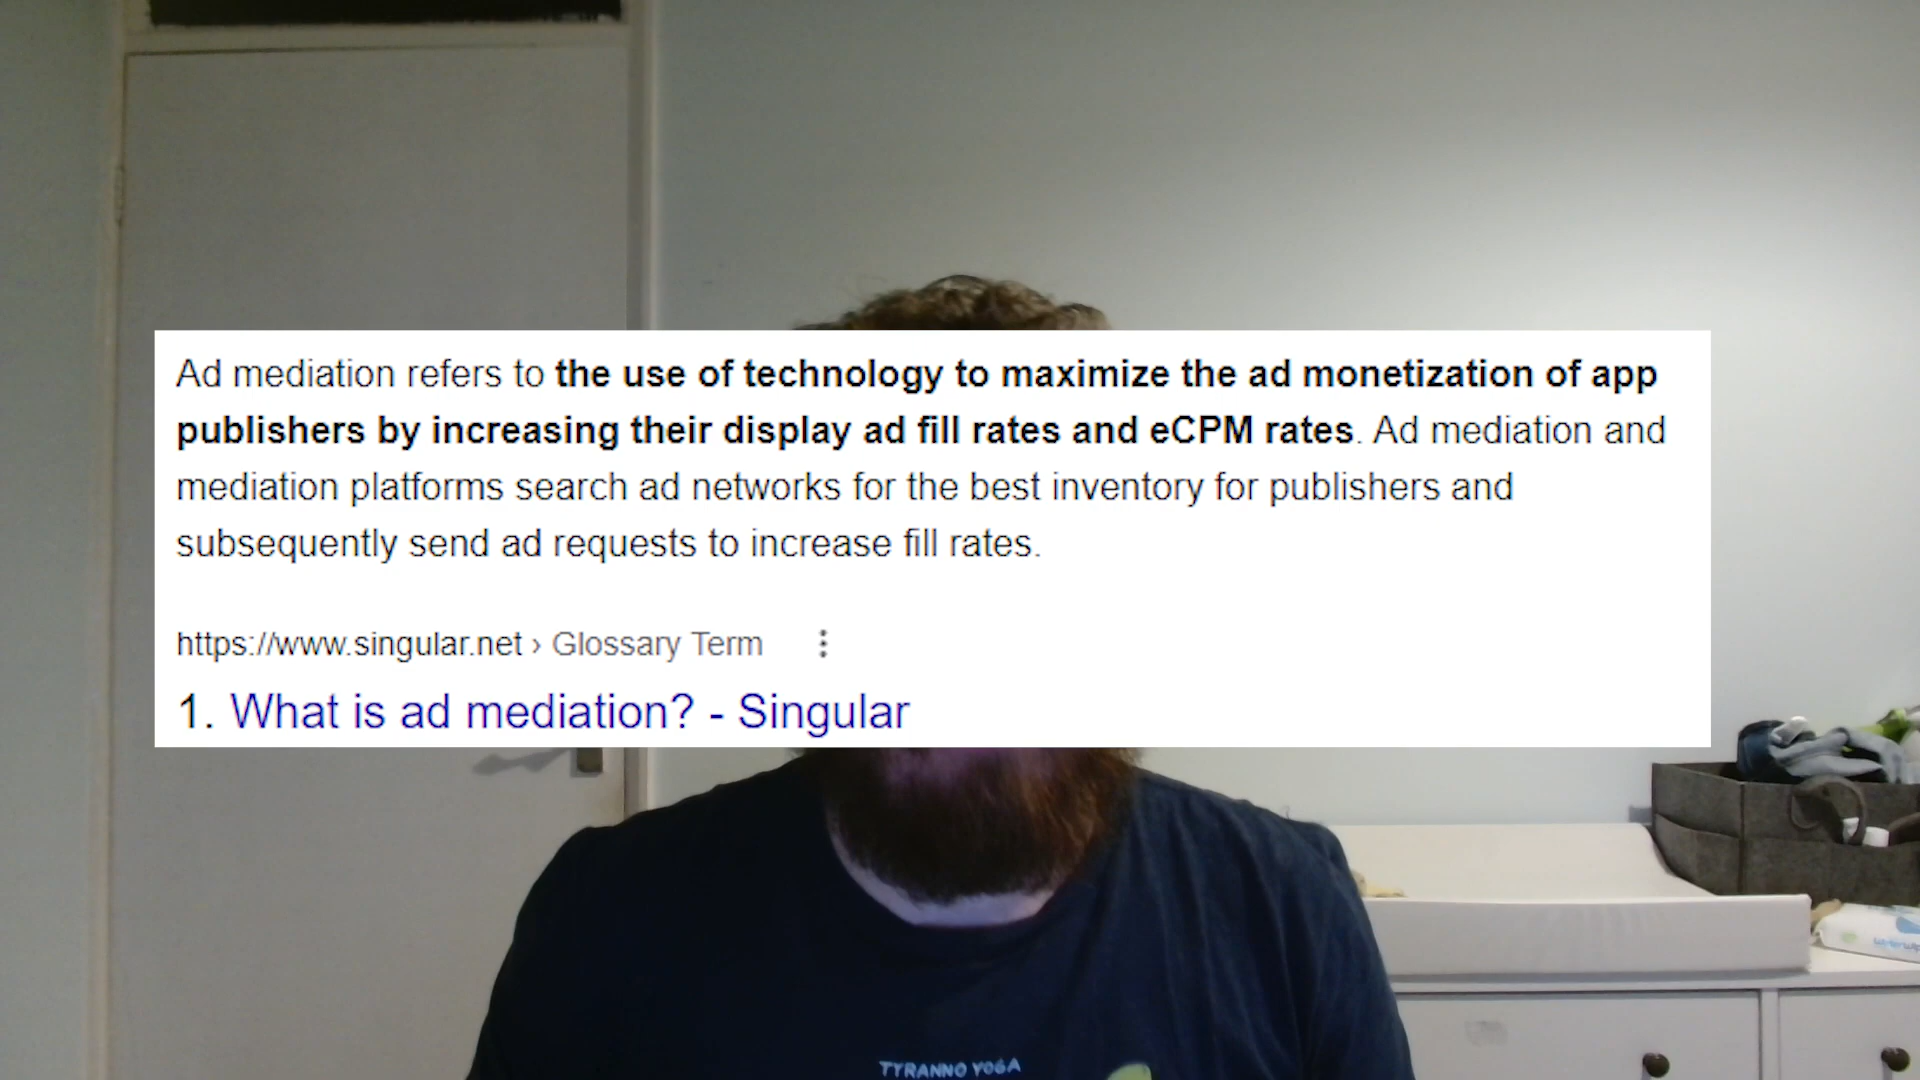 Ad mediation refers to the use of technology to maximize the ad monetization of app
publishers by increasing their display ad fill rates and eCPM rates. Ad mediation and
mediation platforms search ad networks for the best inventory for publishers and
subsequently send ad requests to increase fill rates.
https://www.singular.net › Glossary Term
1. What is ad mediation? - Singular
TYRANNO YOGA